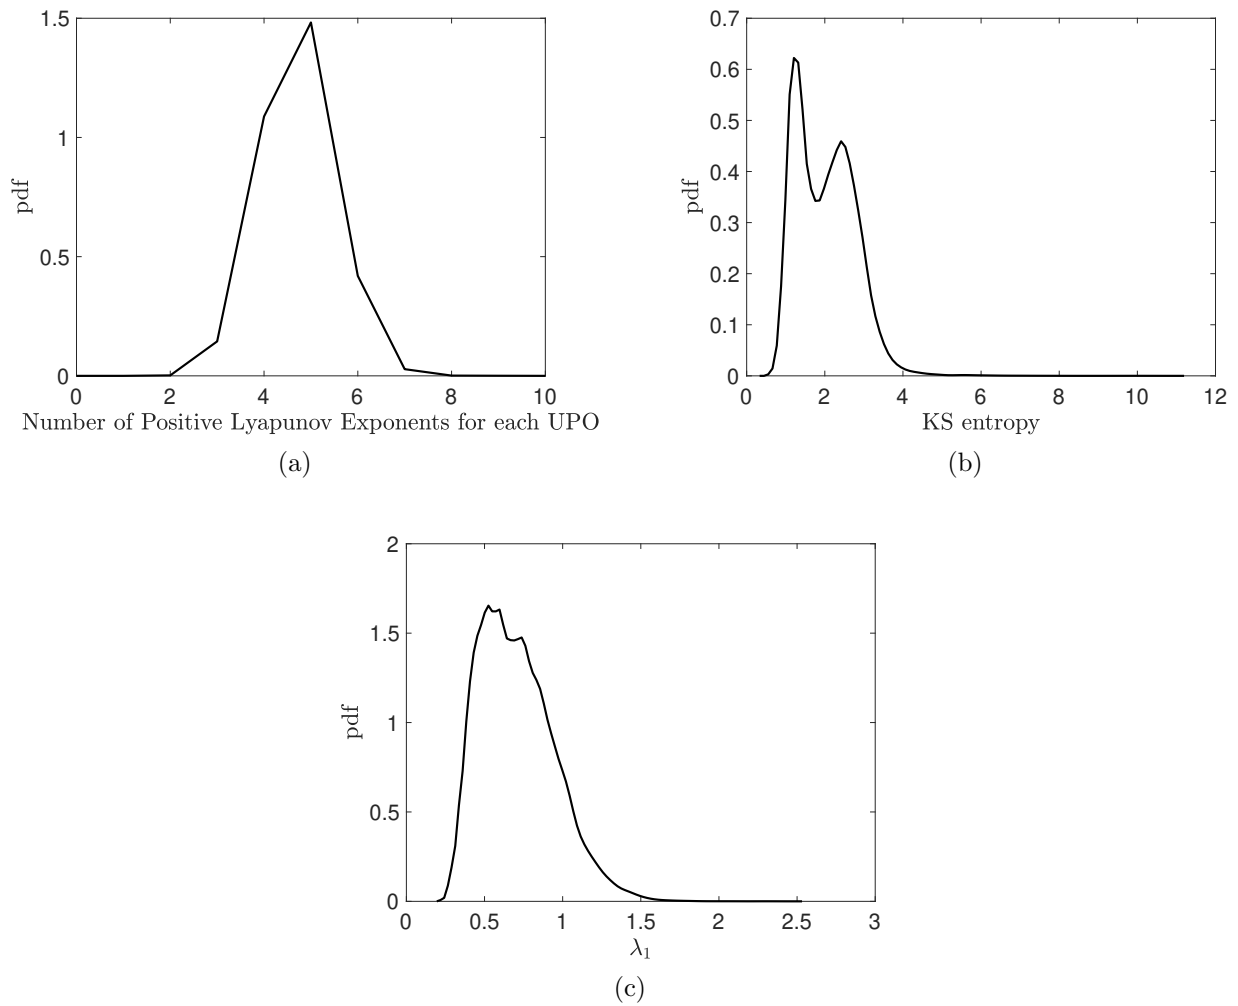 1.5
1
0.5
0
pdf
0 2 4 6 8 10
Number of Positive Lyapunov Exponents for each UPO
(a)
0.7
0.6
0.5
0.4
0.3
0.2
0.1
0
pdf
0 2 4 6 8 10 12
KS entropy
(b)
2
1.5
1
0.5
0
pdf
0 0.5 1 1.5 2 2.5 3
λ₁
(c)